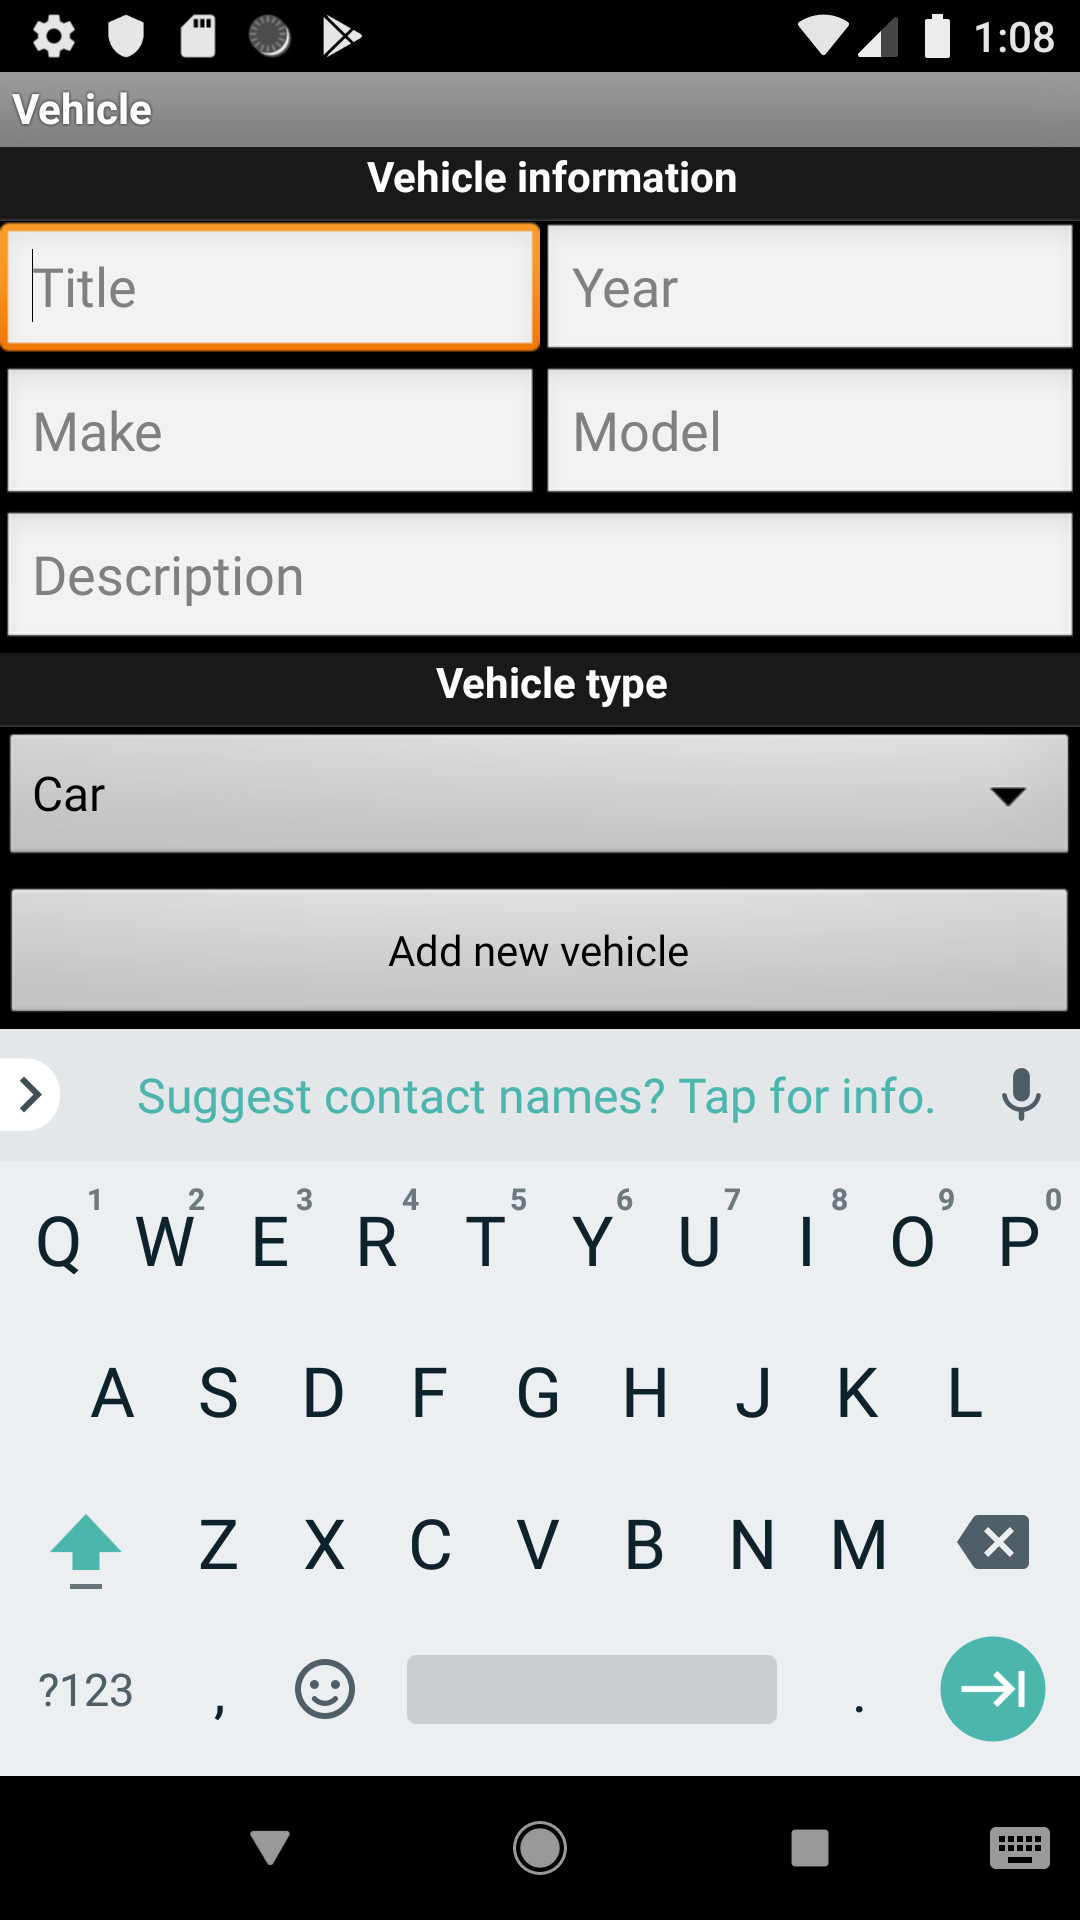 1:08
Vehicle
Vehicle information
Title
Year
Make
Model
Description
Vehicle type
Car
Add new vehicle
Suggest contact names? Tap for info.
1 2 3 4 5 6 7 8 9 0
Q W E R T Y U I O P
A S D F G H J K L
Z X C V B N M
?123 , .